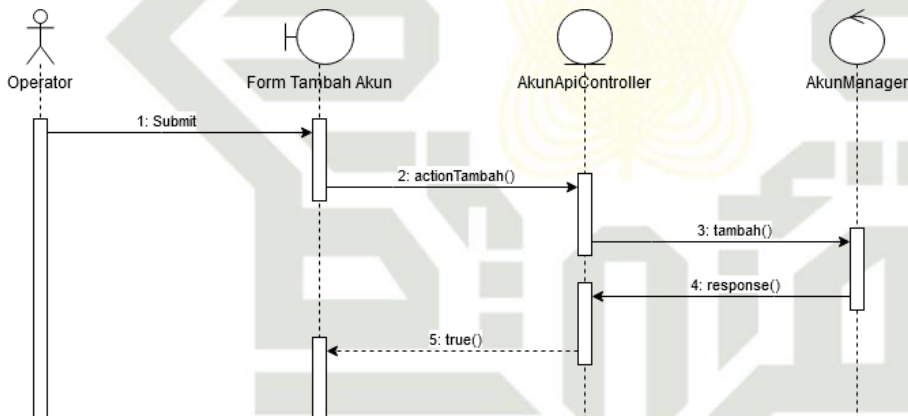 Operator
Form Tambah Akun
AkunApiController
AkunManager
1: Submit
2: actionTambah()
3: tambah()
4: response()
5: true()